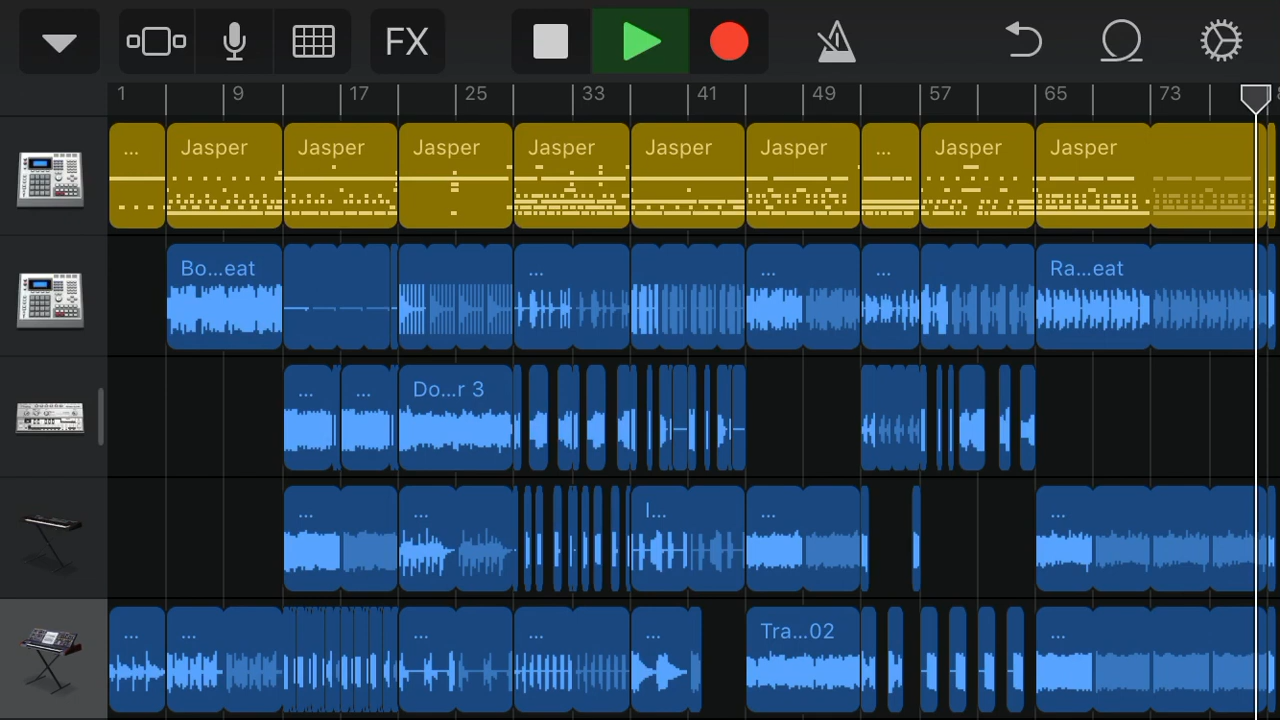 FX
1 9 17 25 33 41 49 57 65 73
... Jasper Jasper Jasper Jasper Jasper Jasper ... Jasper Jasper
Bo...eat ... ... ... Ra...eat
... ... Do...r 3
... ... I... ... ...
... ... ... ... ... Tra...02 ...